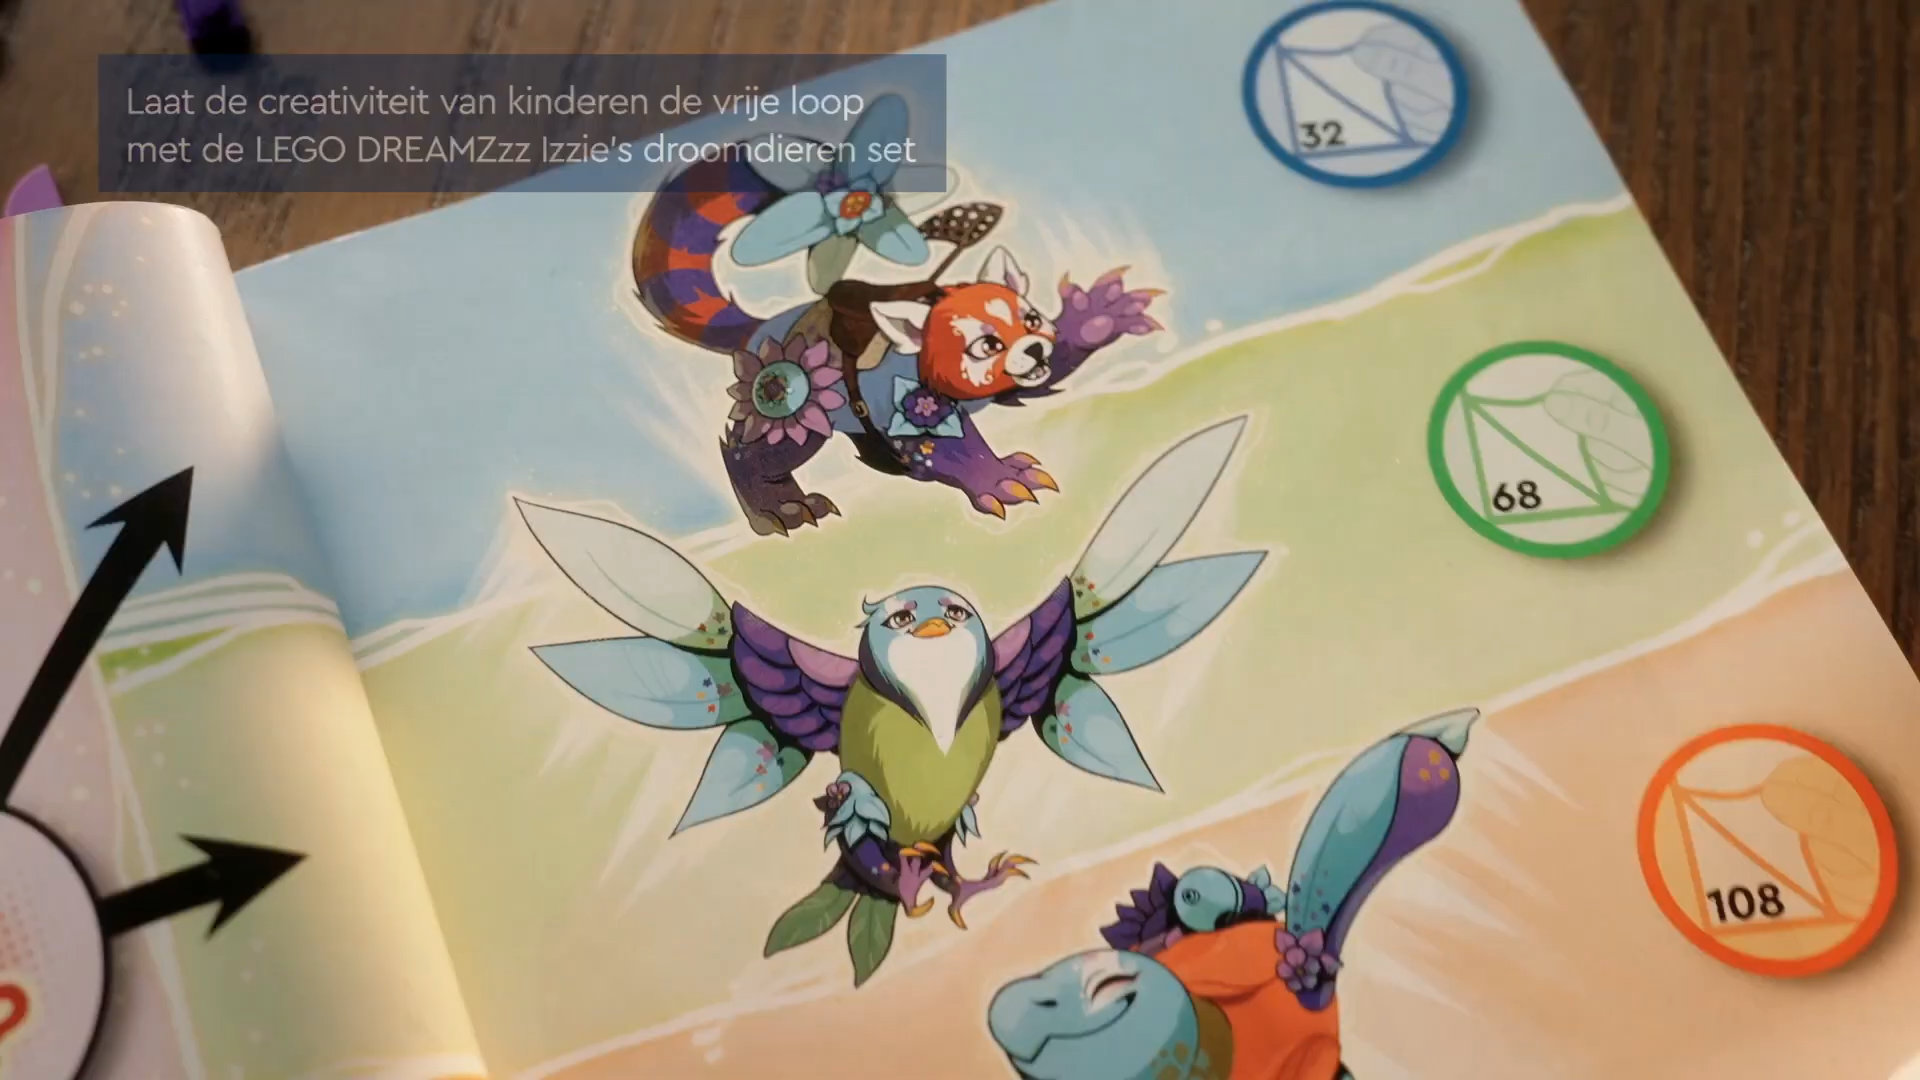 Laat de creativiteit van kinderen de vrije loop
met de LEGO DREAMZzz Izzie's droomdieren set
32
68
108